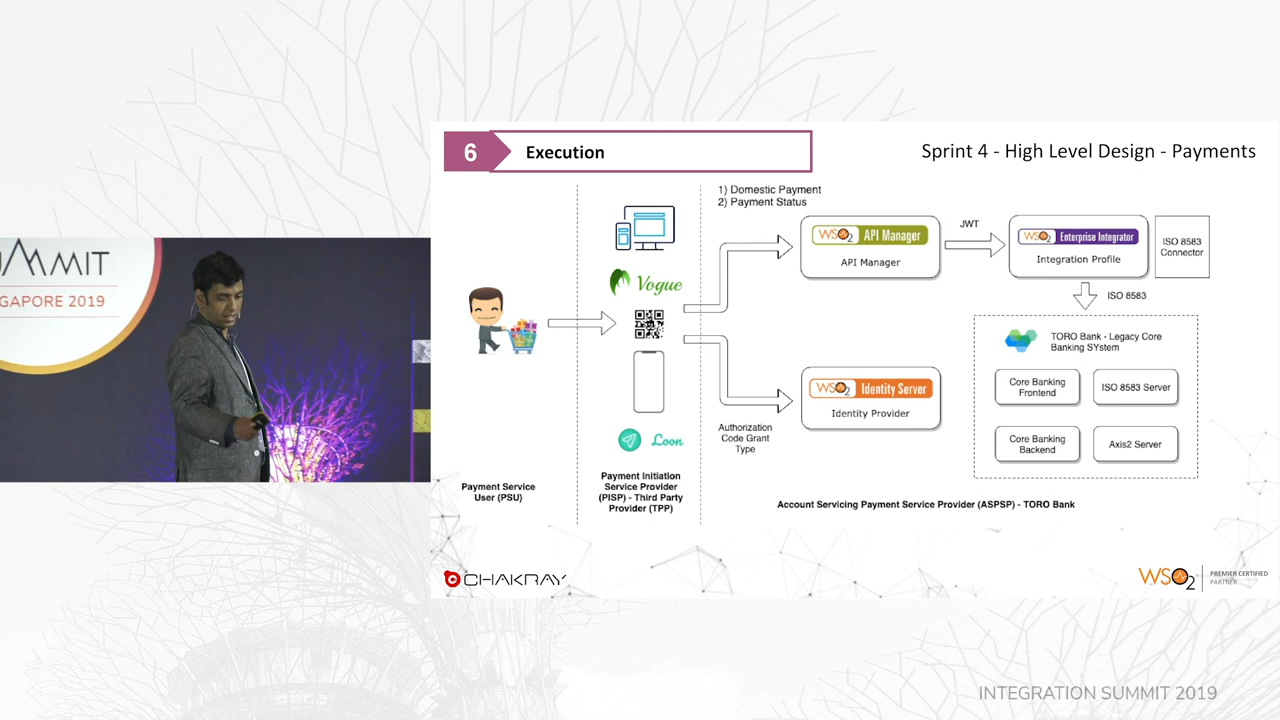 UMMIT
GAPORE 2019
6
Execution
Sprint 4 - High Level Design - Payments
1) Domestic Payment
2) Payment Status
WSO2 API Manager
API Manager
JWT
WSO2 Enterprise Integrator
Integration Profile
ISO 8583
Connector
ISO 8583
Vogue
TORO Bank - Legacy Core
Banking SYstem
Core Banking
Frontend
ISO 8583 Server
Core Banking
Backend
Axis2 Server
WSO2 Identity Server
Identity Provider
Authorization
Code Grant
Type
Loon
Payment Service
User (PSU)
Payment Initiation
Service Provider
(PISP) - Third Party
Provider (TPP)
Account Servicing Payment Service Provider (ASPSP) - TORO Bank
CHAKRAY
WSO2
PREMIER CERTIFIED
PARTNER
INTEGRATION SUMMIT 2019